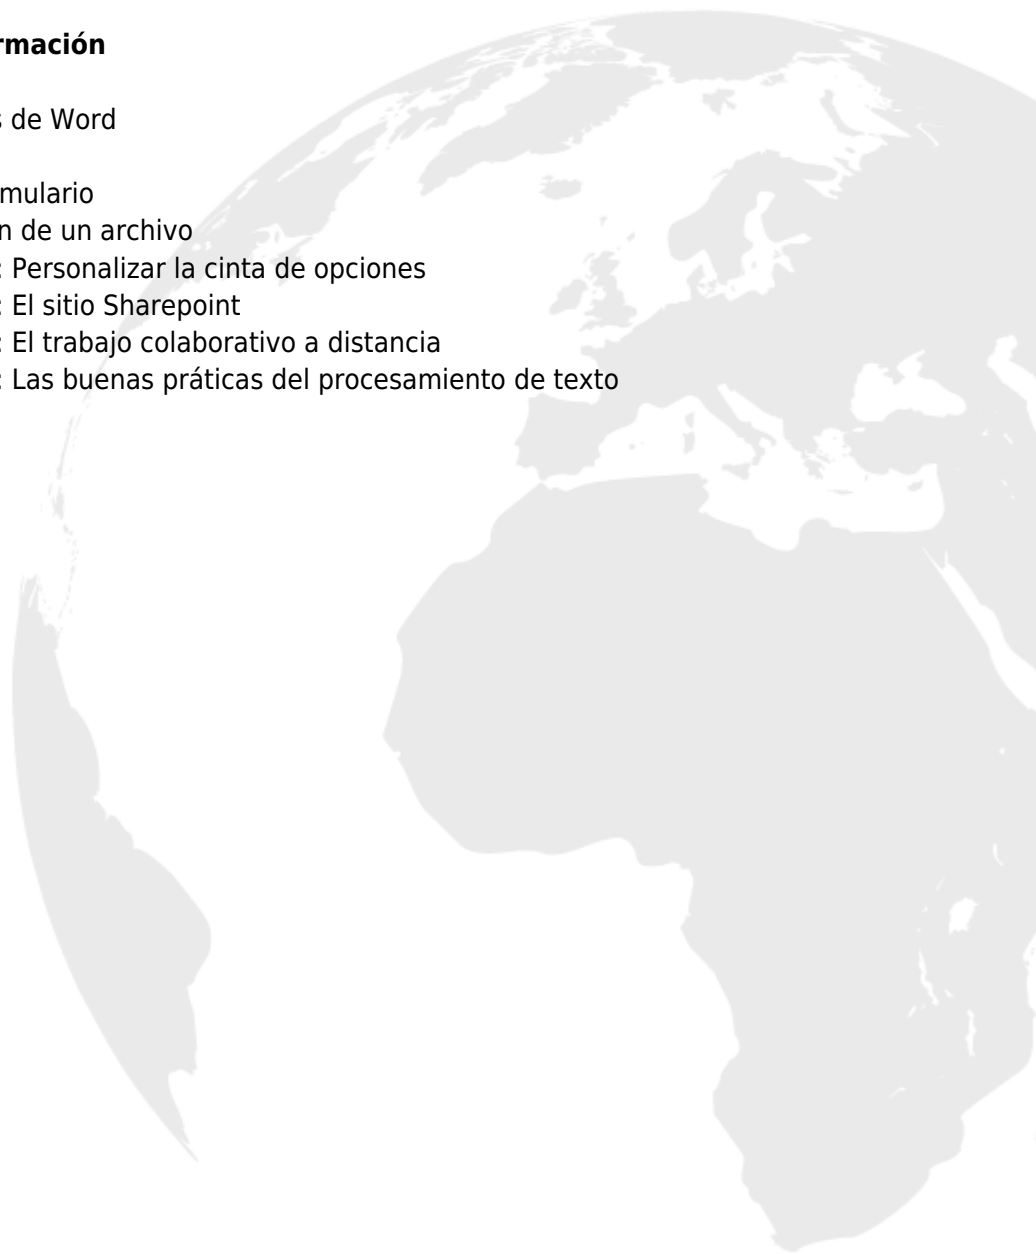 rmación
s de Word
mulario
n de un archivo
: Personalizar la cinta de opciones
: El sitio Sharepoint
: El trabajo colaborativo a distancia
: Las buenas práticas del procesamiento de texto